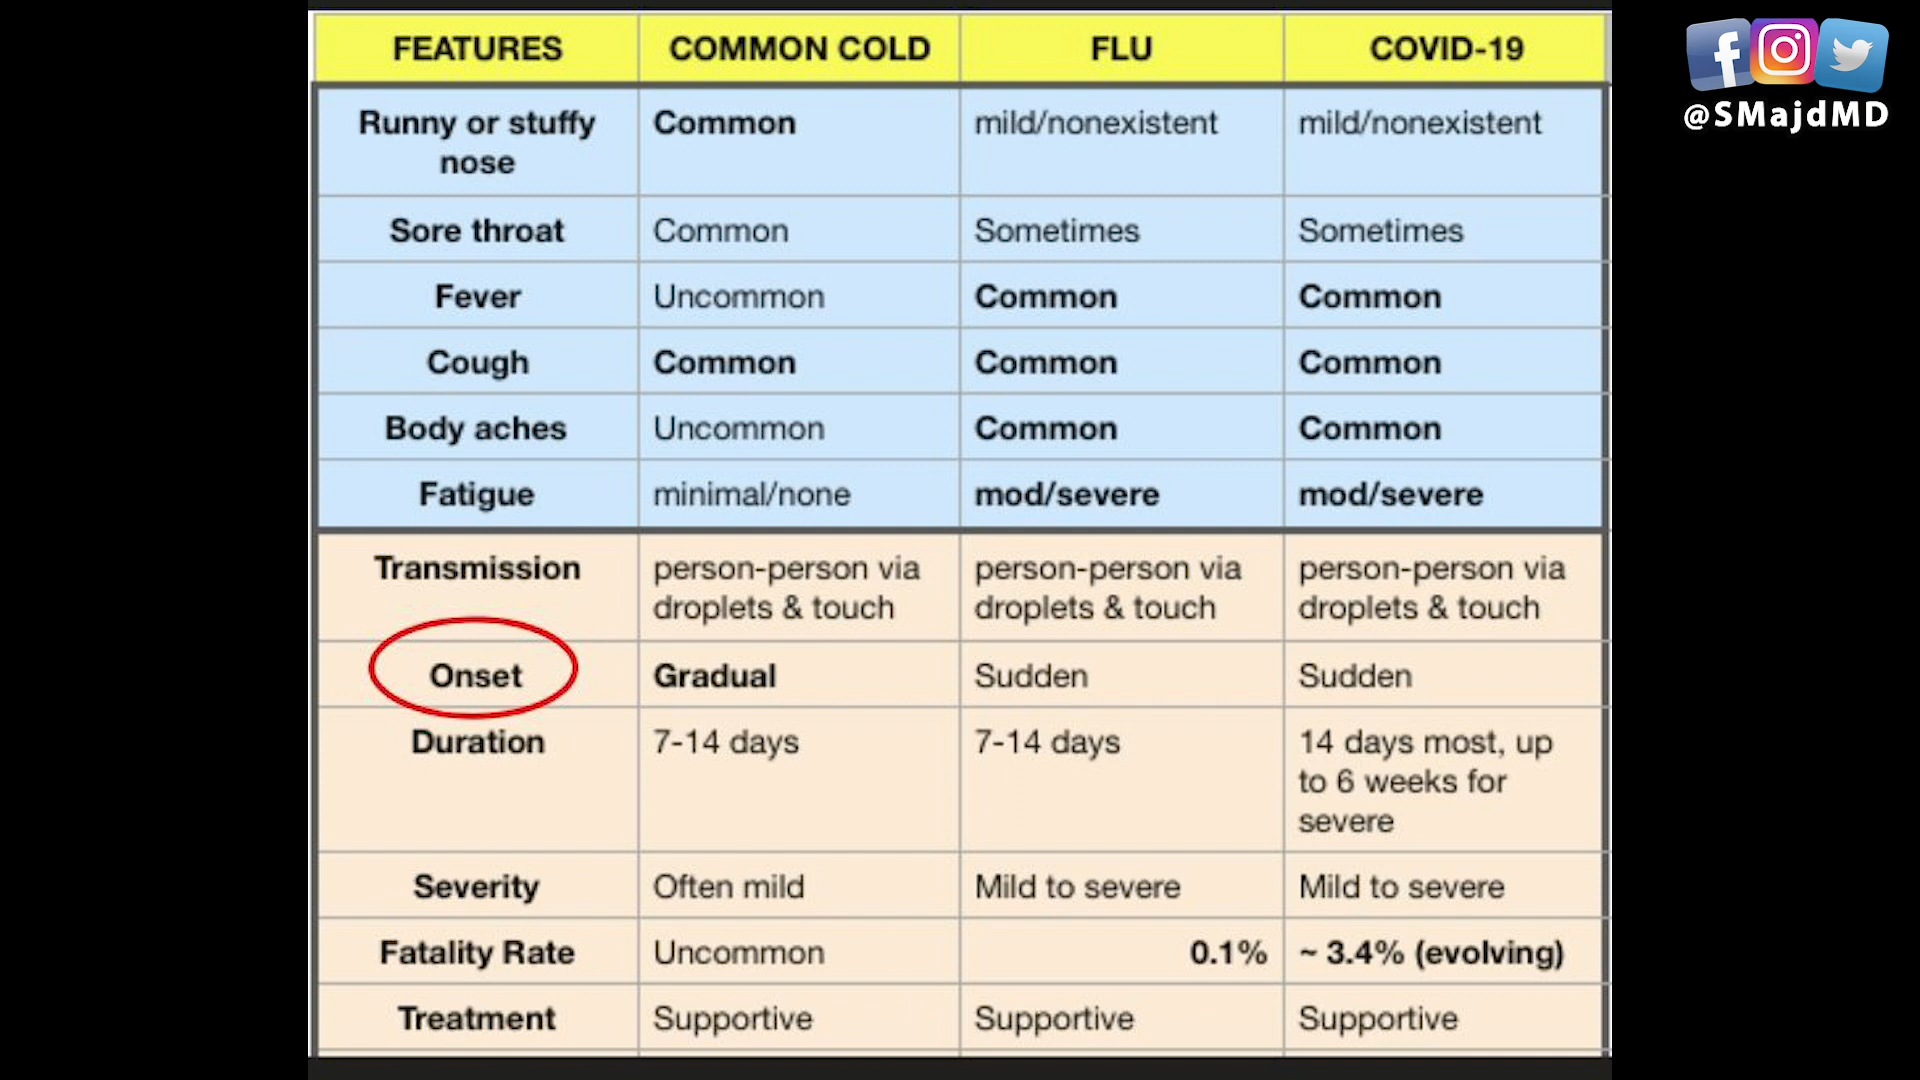 FEATURES COMMON COLD FLU COVID-19
Runny or stuffy nose Common mild/nonexistent mild/nonexistent
Sore throat Common Sometimes Sometimes
Fever Uncommon Common Common
Cough Common Common Common
Body aches Uncommon Common Common
Fatigue minimal/none mod/severe mod/severe
Transmission person-person via droplets & touch person-person via droplets & touch person-person via droplets & touch
Onset Gradual Sudden Sudden
Duration 7-14 days 7-14 days 14 days most, up to 6 weeks for severe
Severity Often mild Mild to severe Mild to severe
Fatality Rate Uncommon 0.1% ~ 3.4% (evolving)
Treatment Supportive Supportive Supportive
@SMajdMD